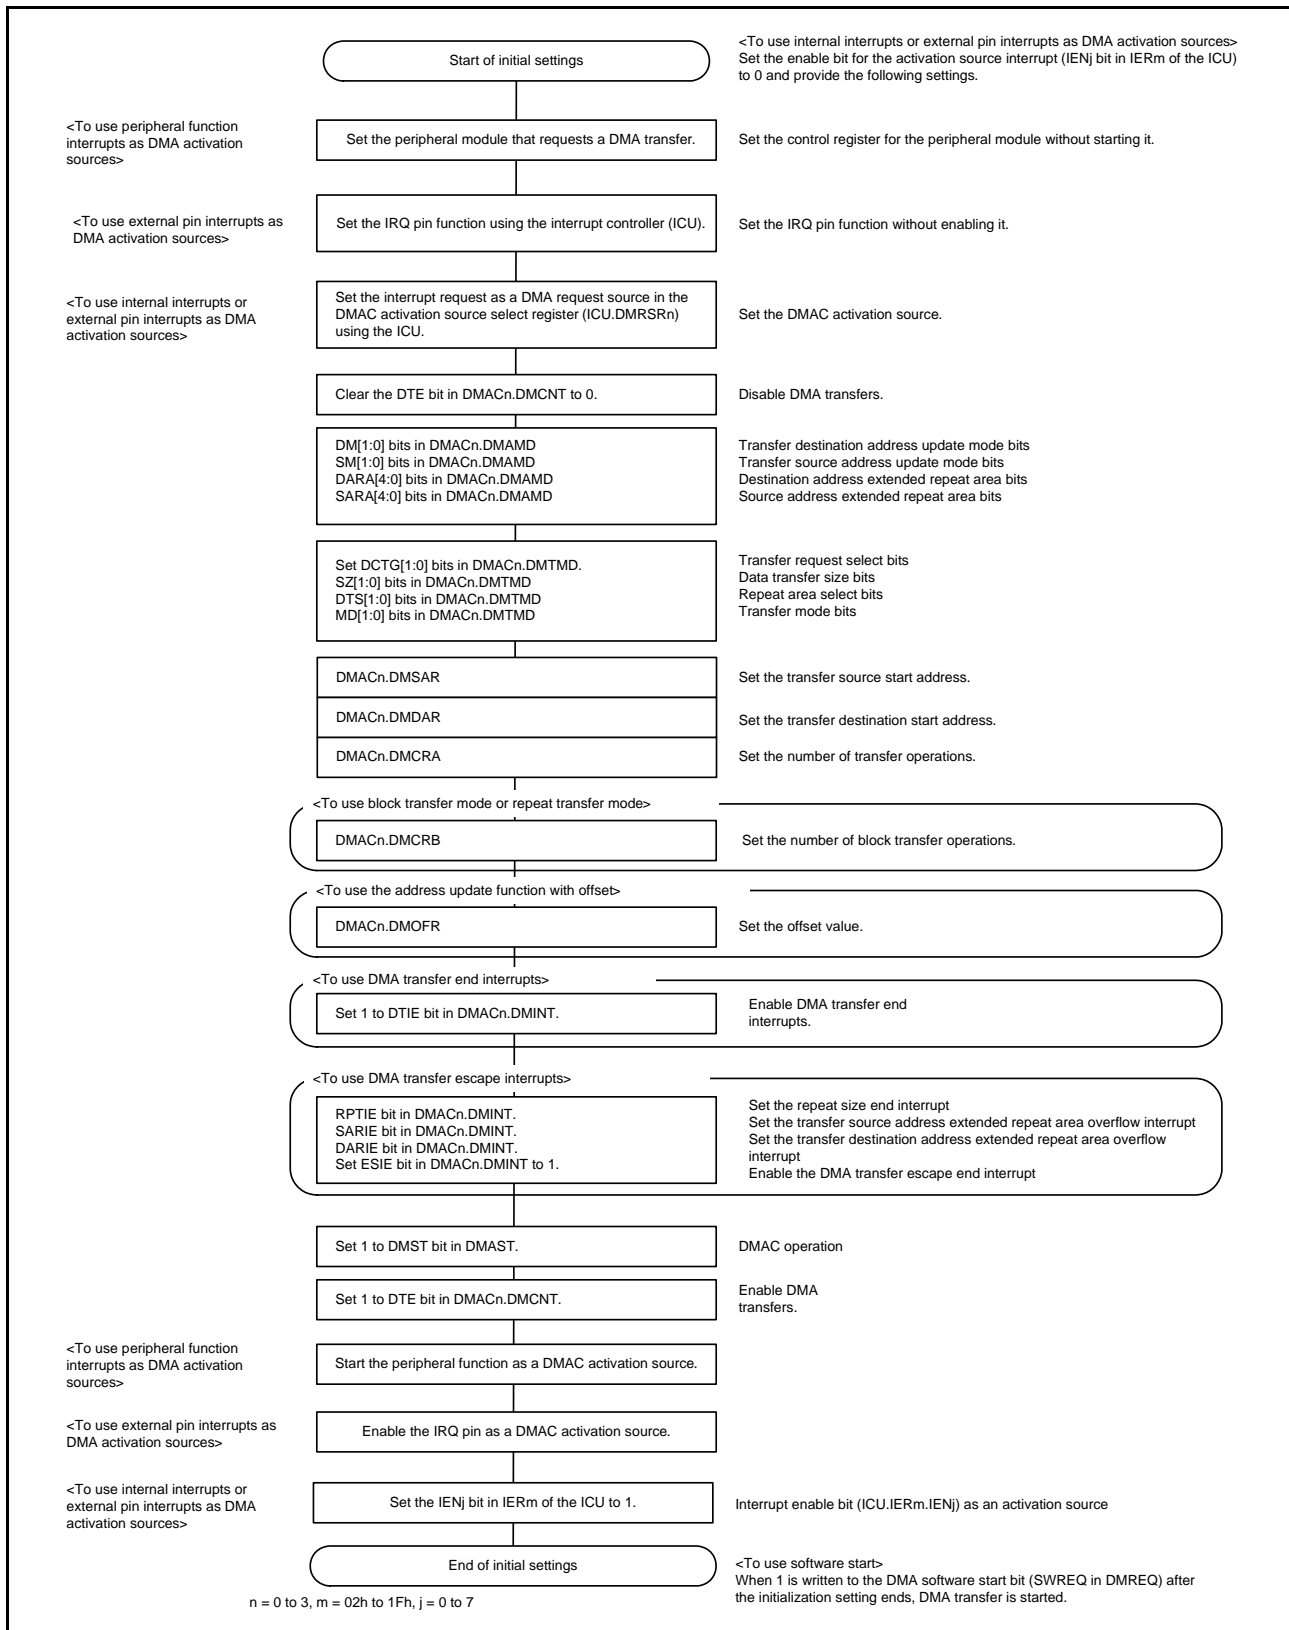 Start of initial settings
<To use internal interrupts or external pin interrupts as DMA activation sources>
Set the enable bit for the activation source interrupt (IENj bit in IERm of the ICU)
to 0 and provide the following settings.
<To use peripheral function
interrupts as DMA activation
sources>
Set the peripheral module that requests a DMA transfer.
Set the control register for the peripheral module without starting it.
<To use external pin interrupts as
DMA activation sources>
Set the IRQ pin function using the interrupt controller (ICU).
Set the IRQ pin function without enabling it.
<To use internal interrupts or
external pin interrupts as DMA
activation sources>
Set the interrupt request as a DMA request source in the
DMAC activation source select register (ICU.DMRSRn)
using the ICU.
Set the DMAC activation source.
Clear the DTE bit in DMACn.DMCNT to 0.
Disable DMA transfers.
DM[1:0] bits in DMACn.DMAMD
SM[1:0] bits in DMACn.DMAMD
DARA[4:0] bits in DMACn.DMAMD
SARA[4:0] bits in DMACn.DMAMD
Transfer destination address update mode bits
Transfer source address update mode bits
Destination address extended repeat area bits
Source address extended repeat area bits
Set DCTG[1:0] bits in DMACn.DMTMD.
SZ[1:0] bits in DMACn.DMTMD
DTS[1:0] bits in DMACn.DMTMD
MD[1:0] bits in DMACn.DMTMD
Transfer request select bits
Data transfer size bits
Repeat area select bits
Transfer mode bits
DMACn.DMSAR
Set the transfer source start address.
DMACn.DMDAR
Set the transfer destination start address.
DMACn.DMCRA
Set the number of transfer operations.
<To use block transfer mode or repeat transfer mode>
DMACn.DMCRB
Set the number of block transfer operations.
<To use the address update function with offset>
DMACn.DMOFR
Set the offset value.
<To use DMA transfer end interrupts>
Set 1 to DTIE bit in DMACn.DMINT.
Enable DMA transfer end
interrupts.
<To use DMA transfer escape interrupts>
RPTIE bit in DMACn.DMINT.
SARIE bit in DMACn.DMINT.
DARIE bit in DMACn.DMINT.
Set ESIE bit in DMACn.DMINT to 1.
Set the repeat size end interrupt
Set the transfer source address extended repeat area overflow interrupt
Set the transfer destination address extended repeat area overflow
interrupt
Enable the DMA transfer escape end interrupt
Set 1 to DMST bit in DMAST.
DMAC operation
Set 1 to DTE bit in DMACn.DMCNT.
Enable DMA
transfers.
<To use peripheral function
interrupts as DMA activation
sources>
Start the peripheral function as a DMAC activation source.
<To use external pin interrupts as
DMA activation sources>
Enable the IRQ pin as a DMAC activation source.
<To use internal interrupts or
external pin interrupts as DMA
activation sources>
Set the IENj bit in IERm of the ICU to 1.
Interrupt enable bit (ICU.IERm.IENj) as an activation source
End of initial settings
<To use software start>
When 1 is written to the DMA software start bit (SWREQ in DMREQ) after
the initialization setting ends, DMA transfer is started.
n = 0 to 3, m = 02h to 1Fh, j = 0 to 7